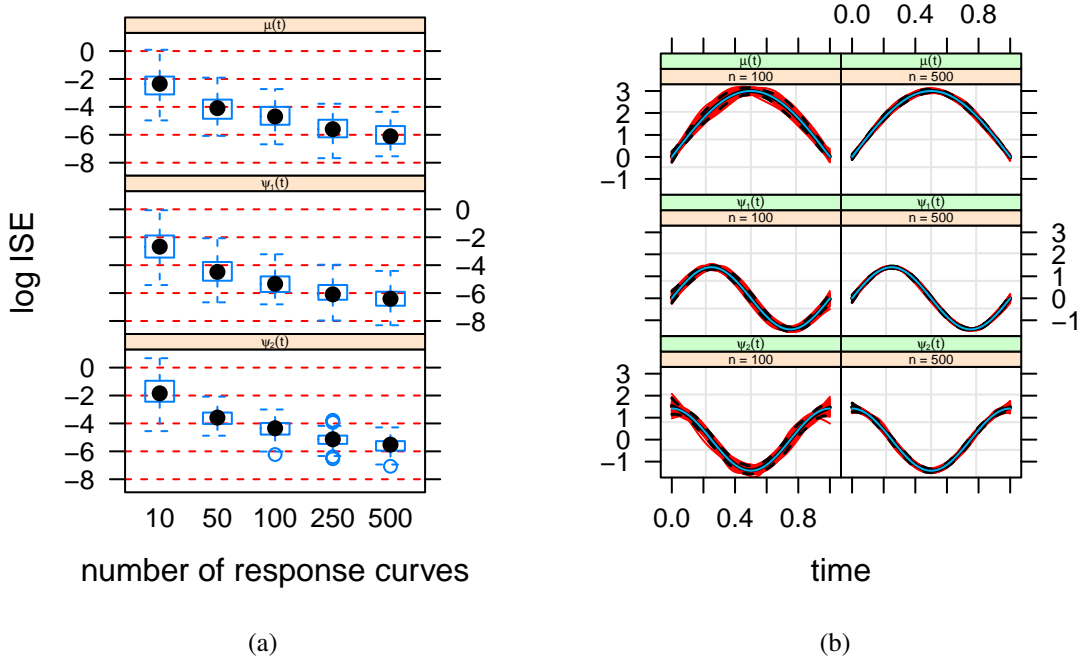 μ(t)
0
−2
−4
−6
−8
ψ₁(t)
0
−2
−4
−6
−8
ψ₂(t)
0
−2
−4
−6
−8
log ISE
10 50 100 250 500
number of response curves
(a)
0.0 0.4 0.8
μ(t) μ(t)
n = 100 n = 500
3
2
1
0
−1
ψ₁(t) ψ₁(t)
n = 100 n = 500
3
2
1
0
−1
ψ₂(t) ψ₂(t)
n = 100 n = 500
3
2
1
0
−1
0.0 0.4 0.8
time
(b)